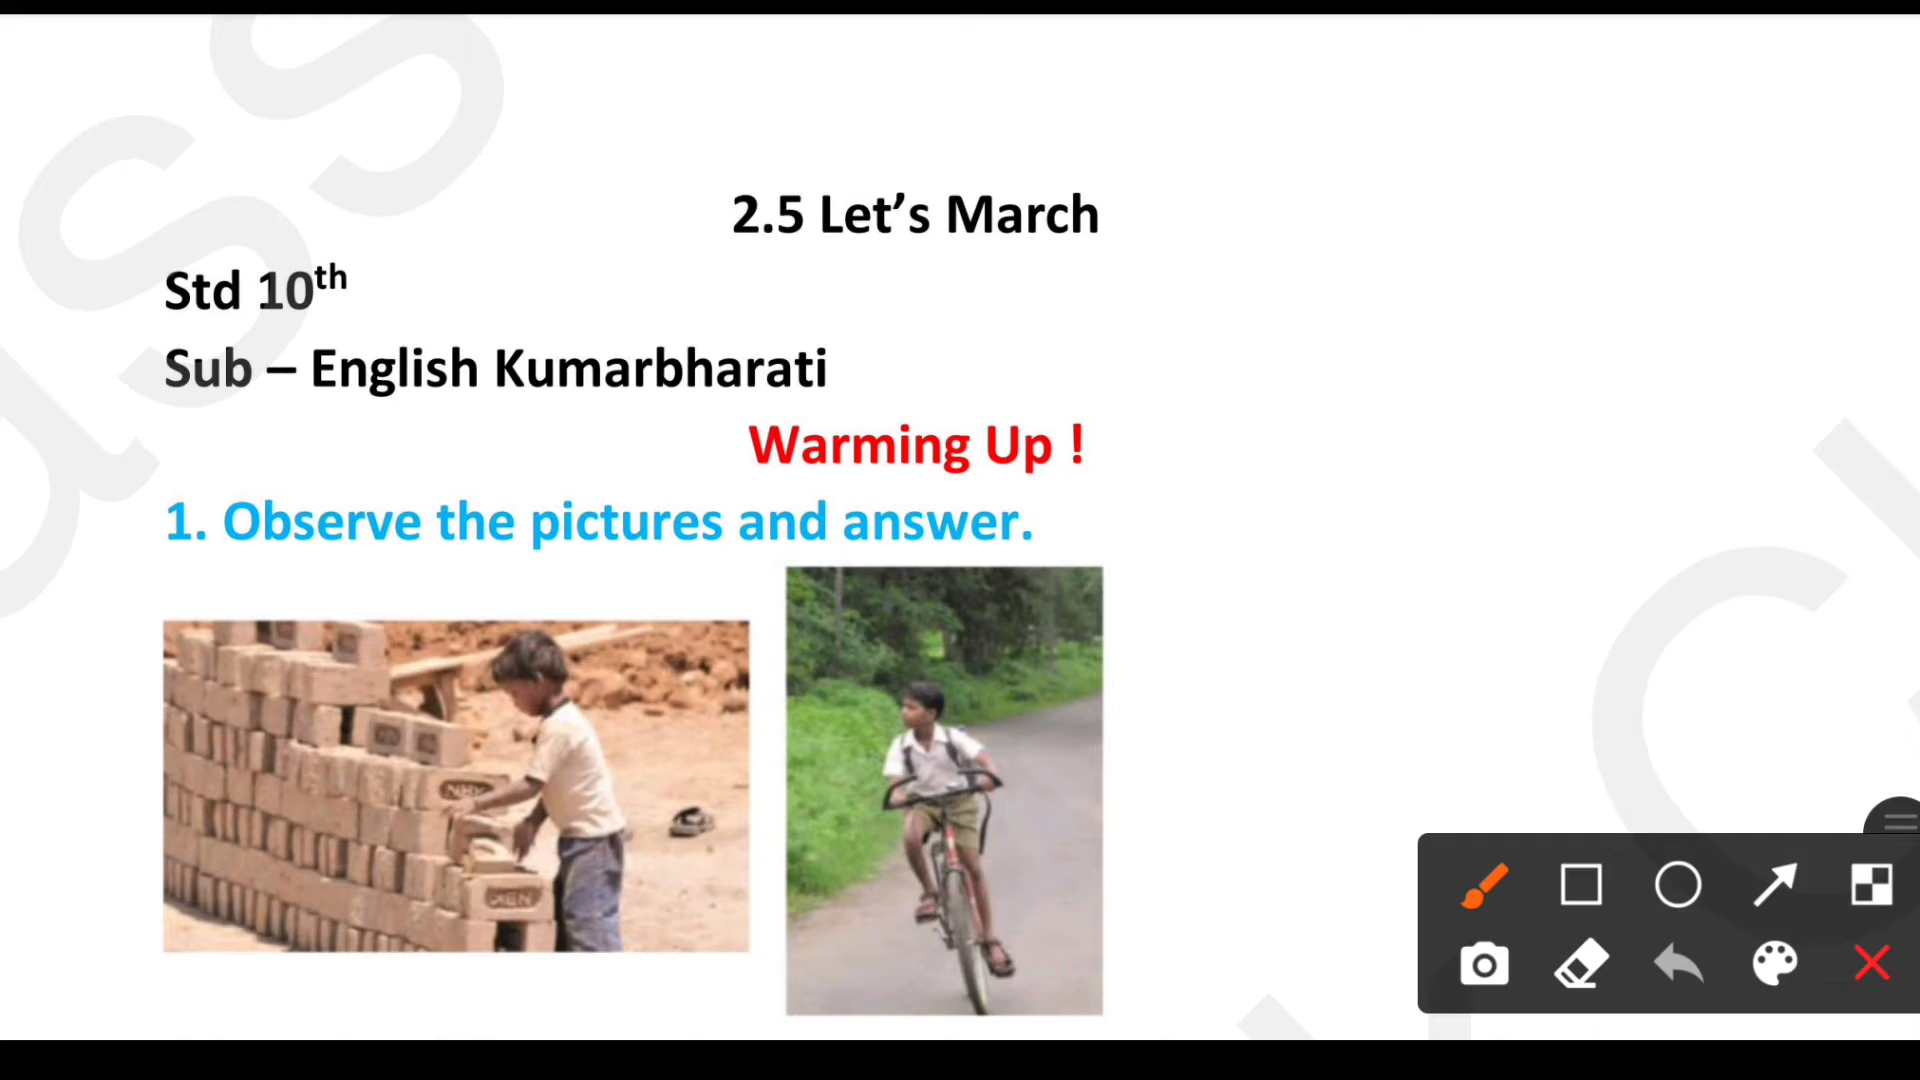 2.5 Let’s March
Std 10th
Sub – English Kumarbharati
Warming Up !
1. Observe the pictures and answer.